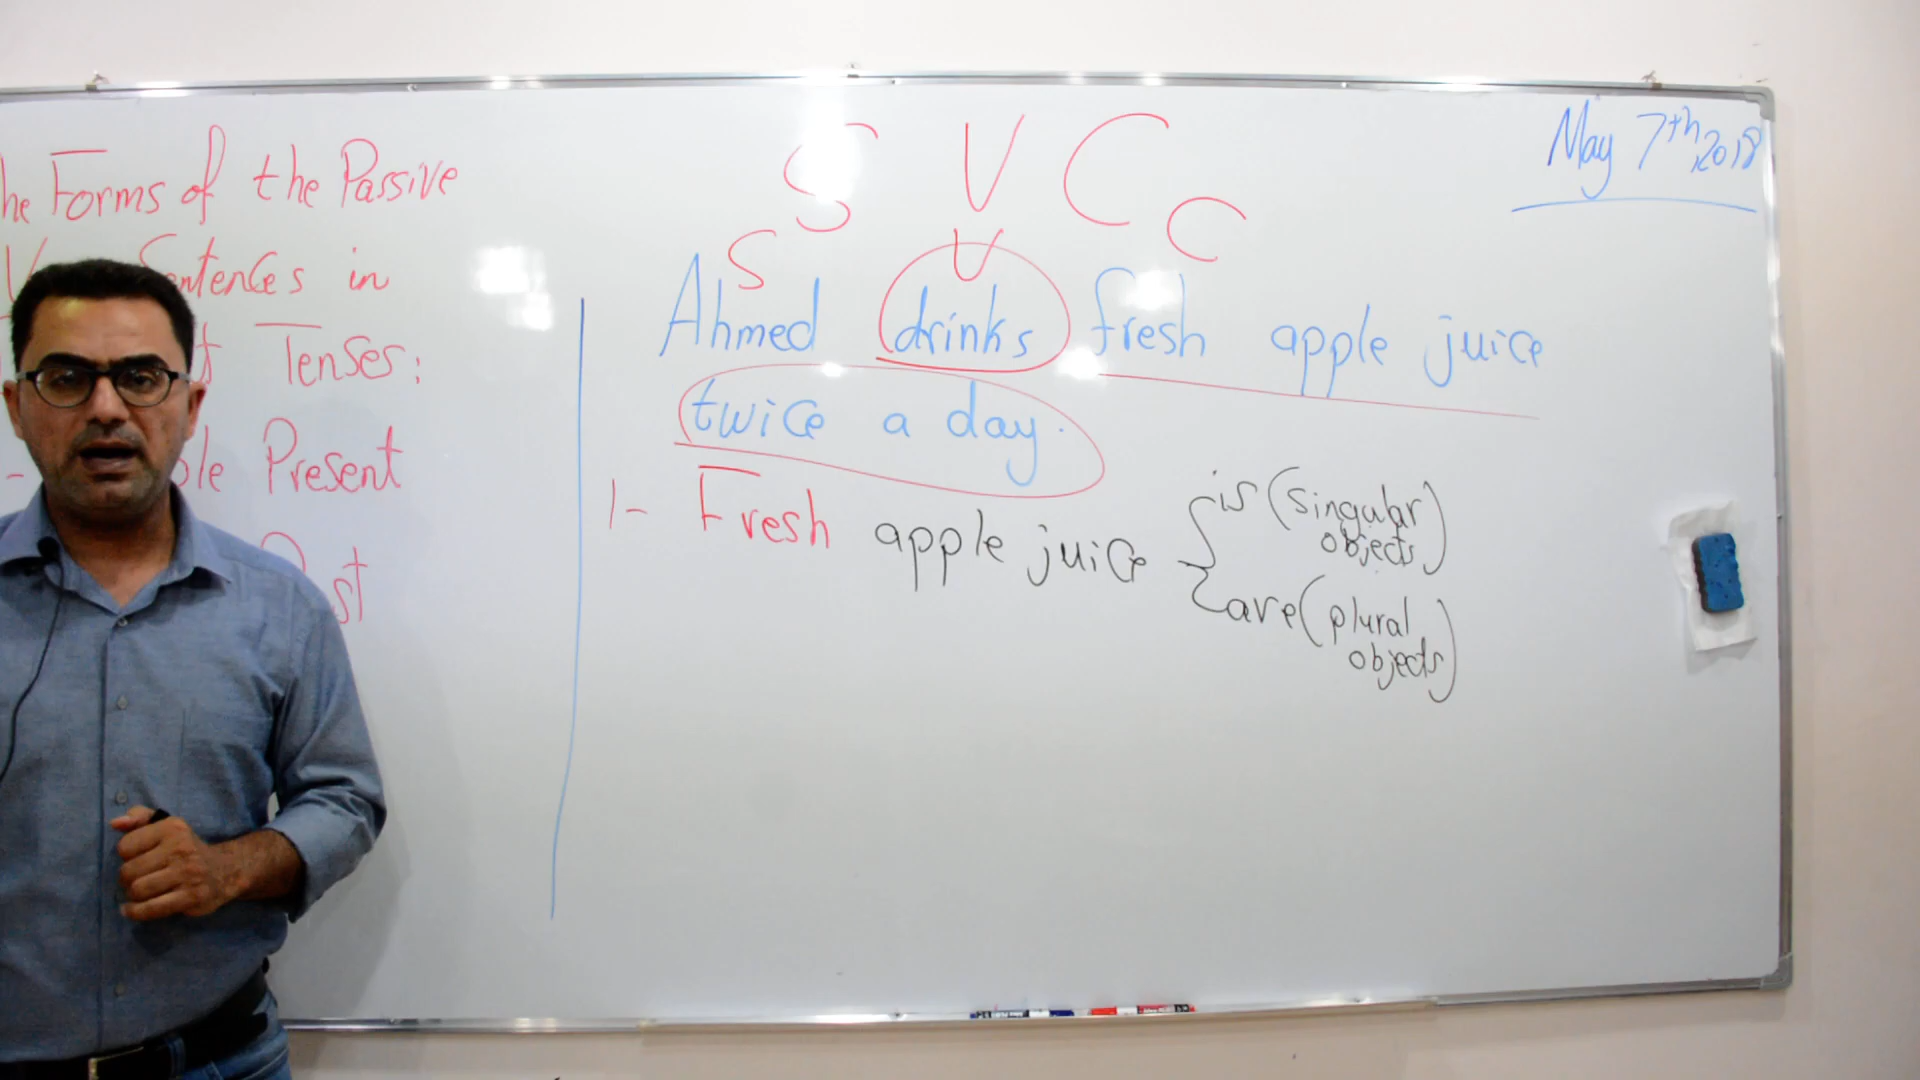 he Forms of the Passive
Sentences in
Tenses:
- le Present
st
May 7th, 2018
S V C C
S V
Ahmed drinks fresh apple juice
twice a day.
1- Fresh apple juice
is (singular
objects)
are (plural
objects)